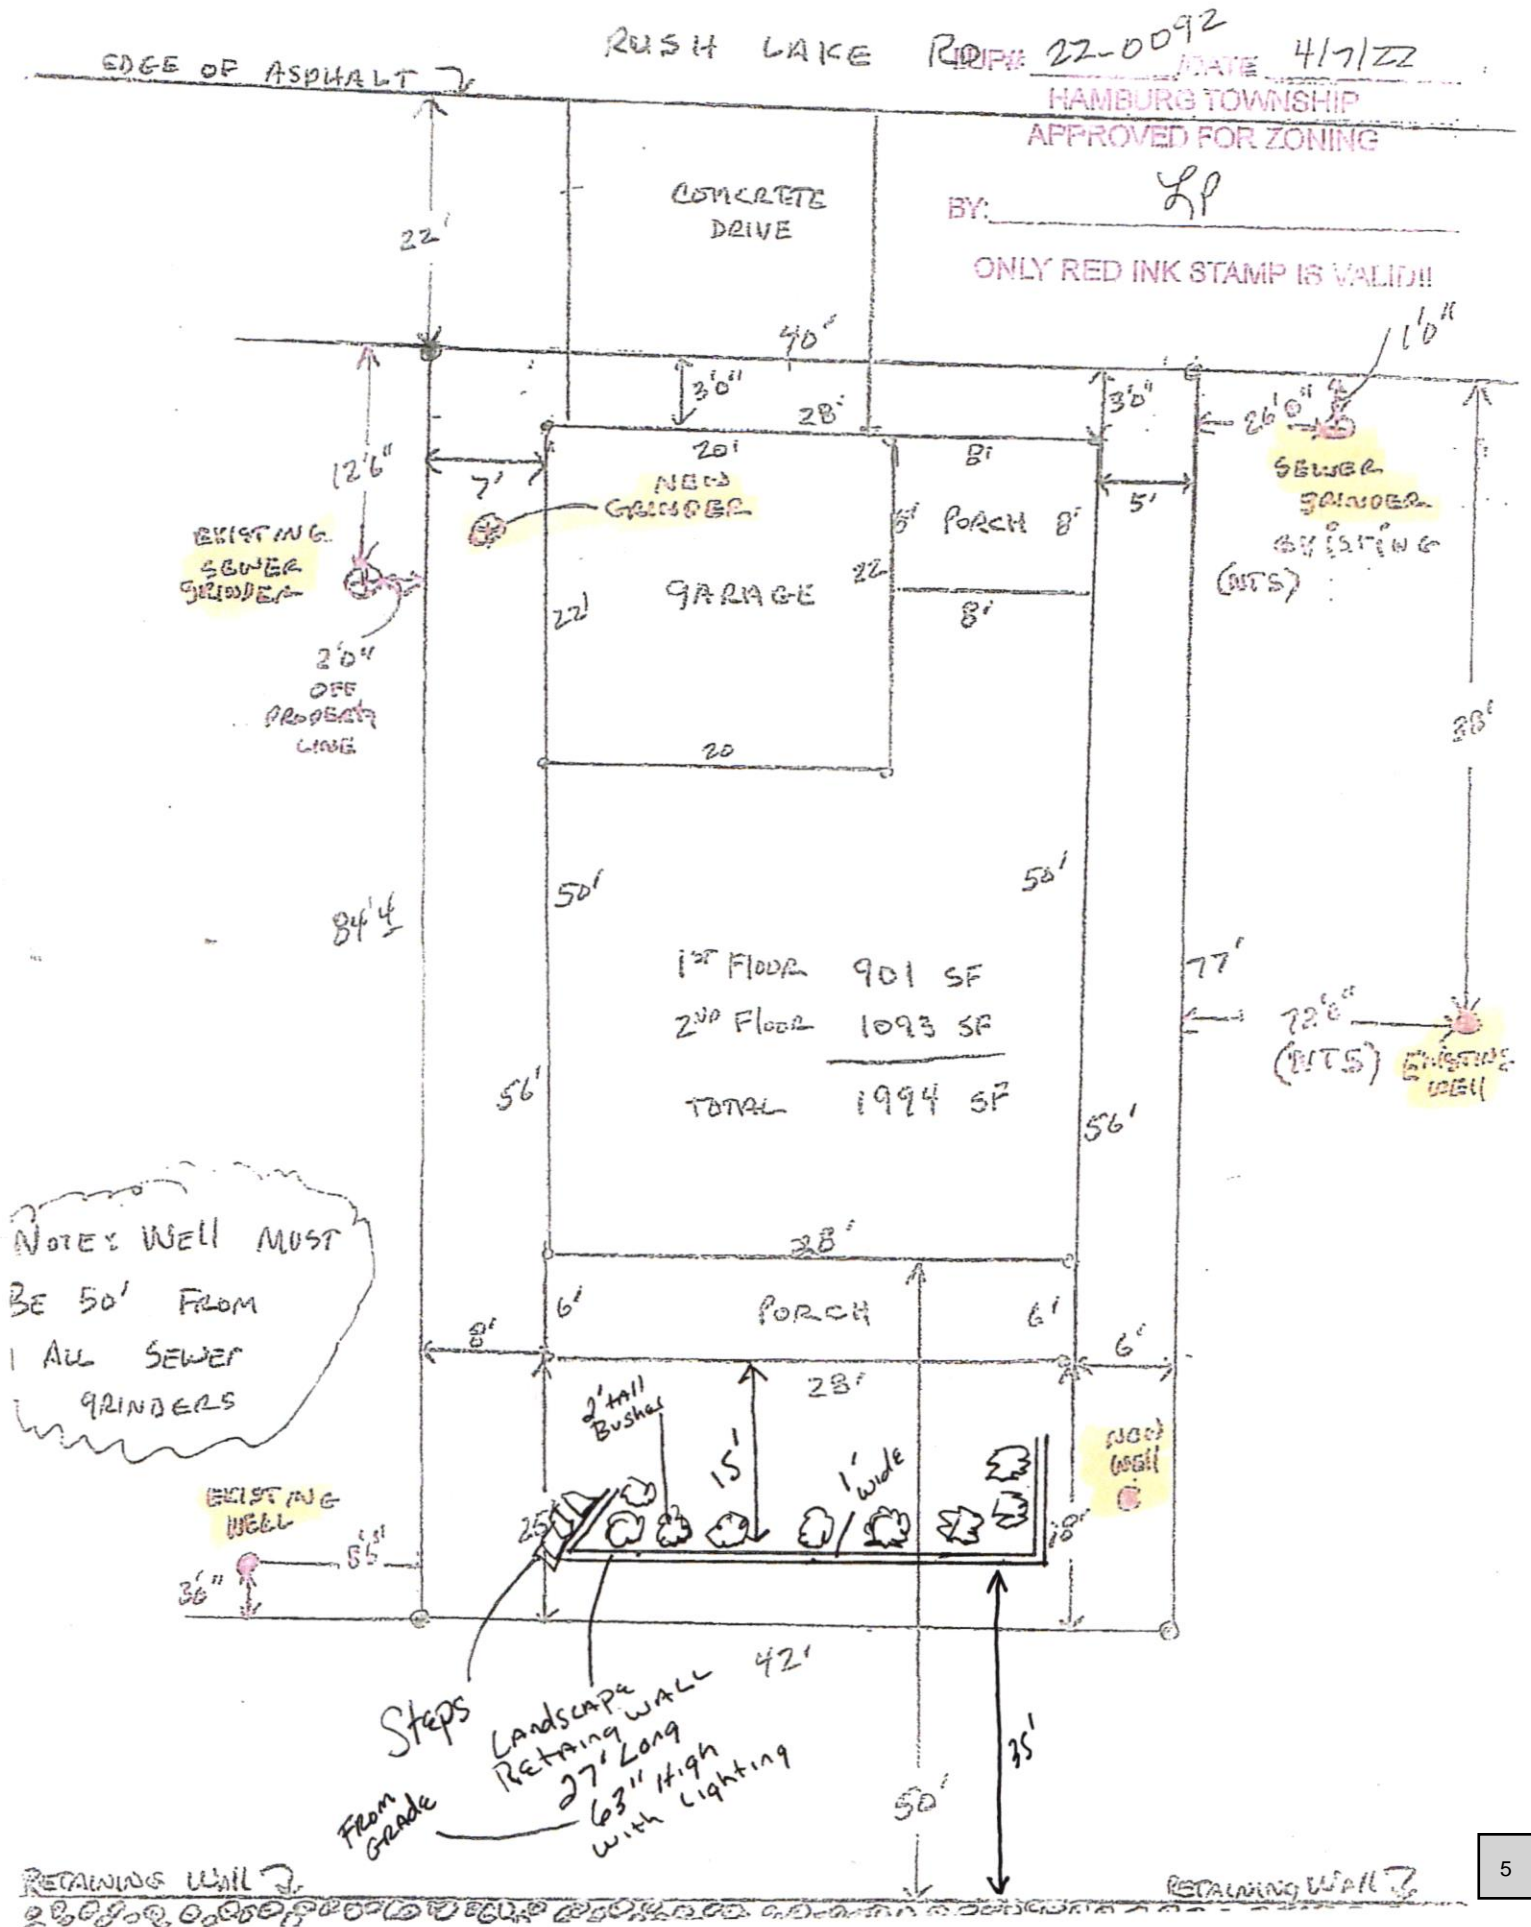 RUSH LAKE RD
EDGE OF ASPHALT
LUP# 22-0092 /DATE 4/7/22
HAMBURG TOWNSHIP
APPROVED FOR ZONING
BY: LP
ONLY RED INK STAMP IS VALID!!
CONCRETE
DRIVE
22'
40'
1'0"
3'0"
3'0"
28'
26'0"
20'
8'
12'6"
7'
5'
NEW
GRINDER
SEWER
GRINDER
EXISTING
(NTS)
EXISTING
SEWER
GRINDER
8'
PORCH 8'
22
GARAGE
8'
22'
2'0"
OFF
PROPERTY
LINE
20
50'
50'
84'4
77'
1ST FLOOR 901 SF
2ND FLOOR 1093 SF
TOTAL 1994 SF
(NTS)
EXISTING
WELL
56'
56'
NOTE: WELL MUST
BE 50' FROM
ALL SEWER
GRINDERS
28'
6'
PORCH
6'
8'
6'
28'
2' tall
Bushes
15'
1'
wide
NEW
WELL
EXISTING
WELL
25'
18'
36"
42'
Steps
Landscape
Retaing WALL
27' Long
63" High
with Lighting
From
Grade
35'
50'
RETAINING WALL
RETAINING WALL
5